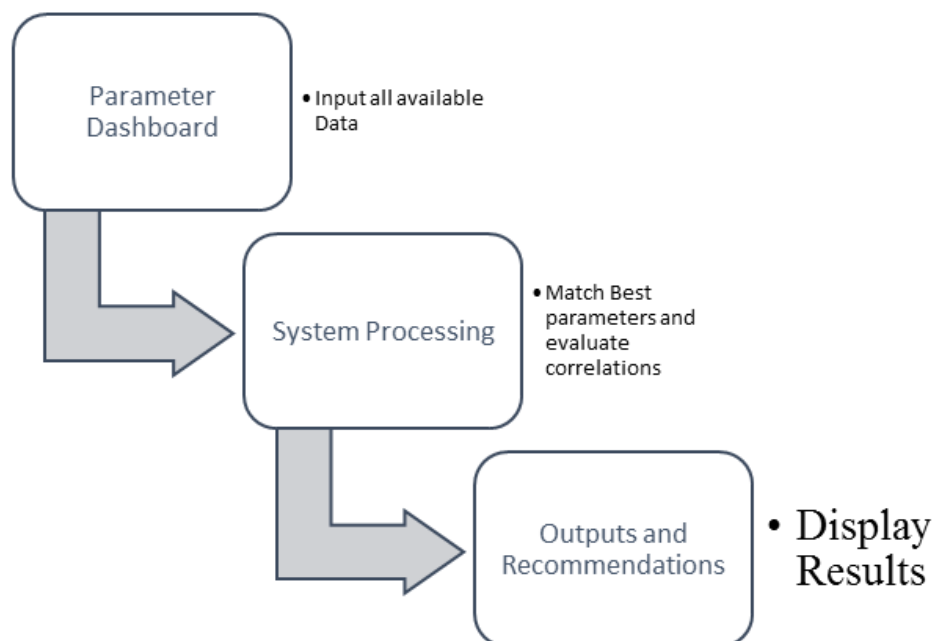 Parameter
Dashboard
• Input all available
Data
System Processing
• Match Best
parameters and
evaluate
correlations
Outputs and
Recommendations
• Display
Results